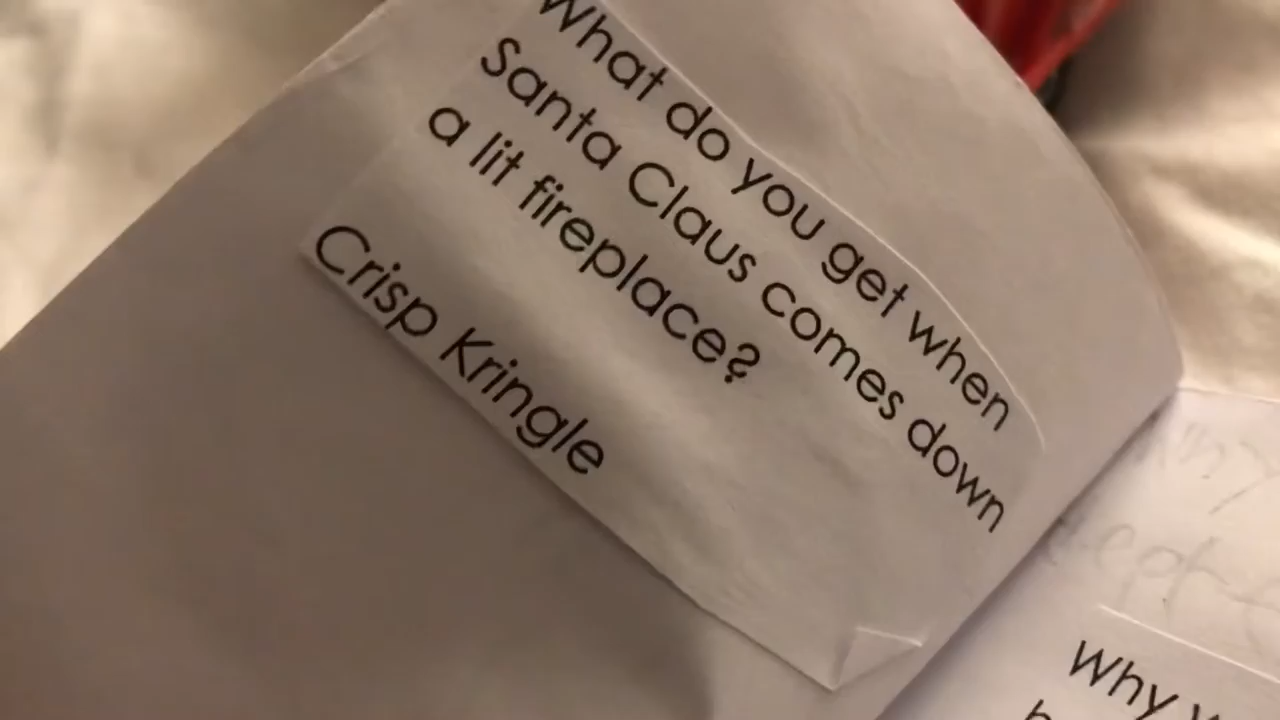 What do you get when
Santa Claus comes down
a lit fireplace?
Crisp Kringle
Why